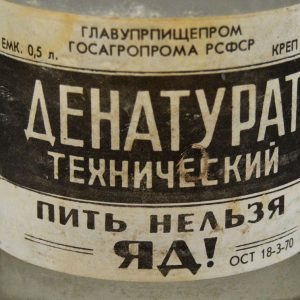 ГЛАВУПРПИЩЕПРОМ
ЕМК. 0,5 л. ГОСАГРОПРОМА РСФСР КРЕП
ДЕНАТУРАТ
ТЕХНИЧЕСКИЙ
ПИТЬ НЕЛЬЗЯ
ЯД! ОСТ 18-3-70